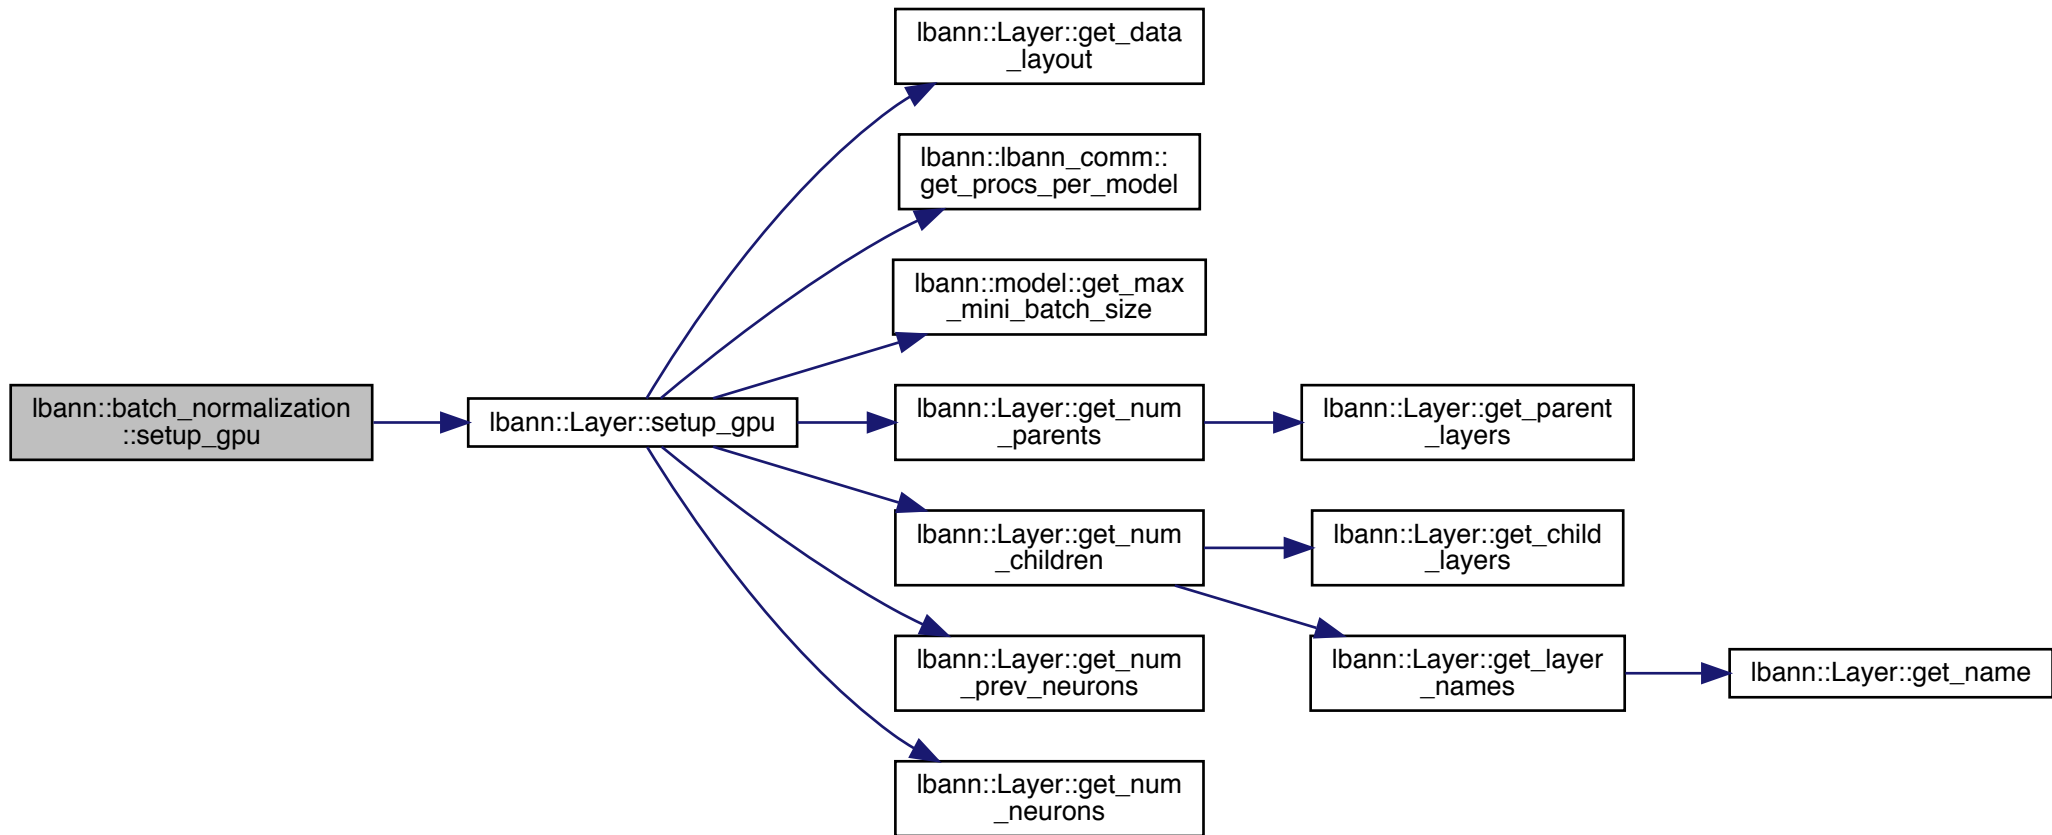 lbann::Layer::get_data
_layout
lbann::lbann_comm::
get_procs_per_model
lbann::model::get_max
_mini_batch_size
lbann::batch_normalization
::setup_gpu
lbann::Layer::setup_gpu
lbann::Layer::get_num
_parents
lbann::Layer::get_parent
_layers
lbann::Layer::get_num
_children
lbann::Layer::get_child
_layers
lbann::Layer::get_num
_prev_neurons
lbann::Layer::get_layer
_names
lbann::Layer::get_name
lbann::Layer::get_num
_neurons